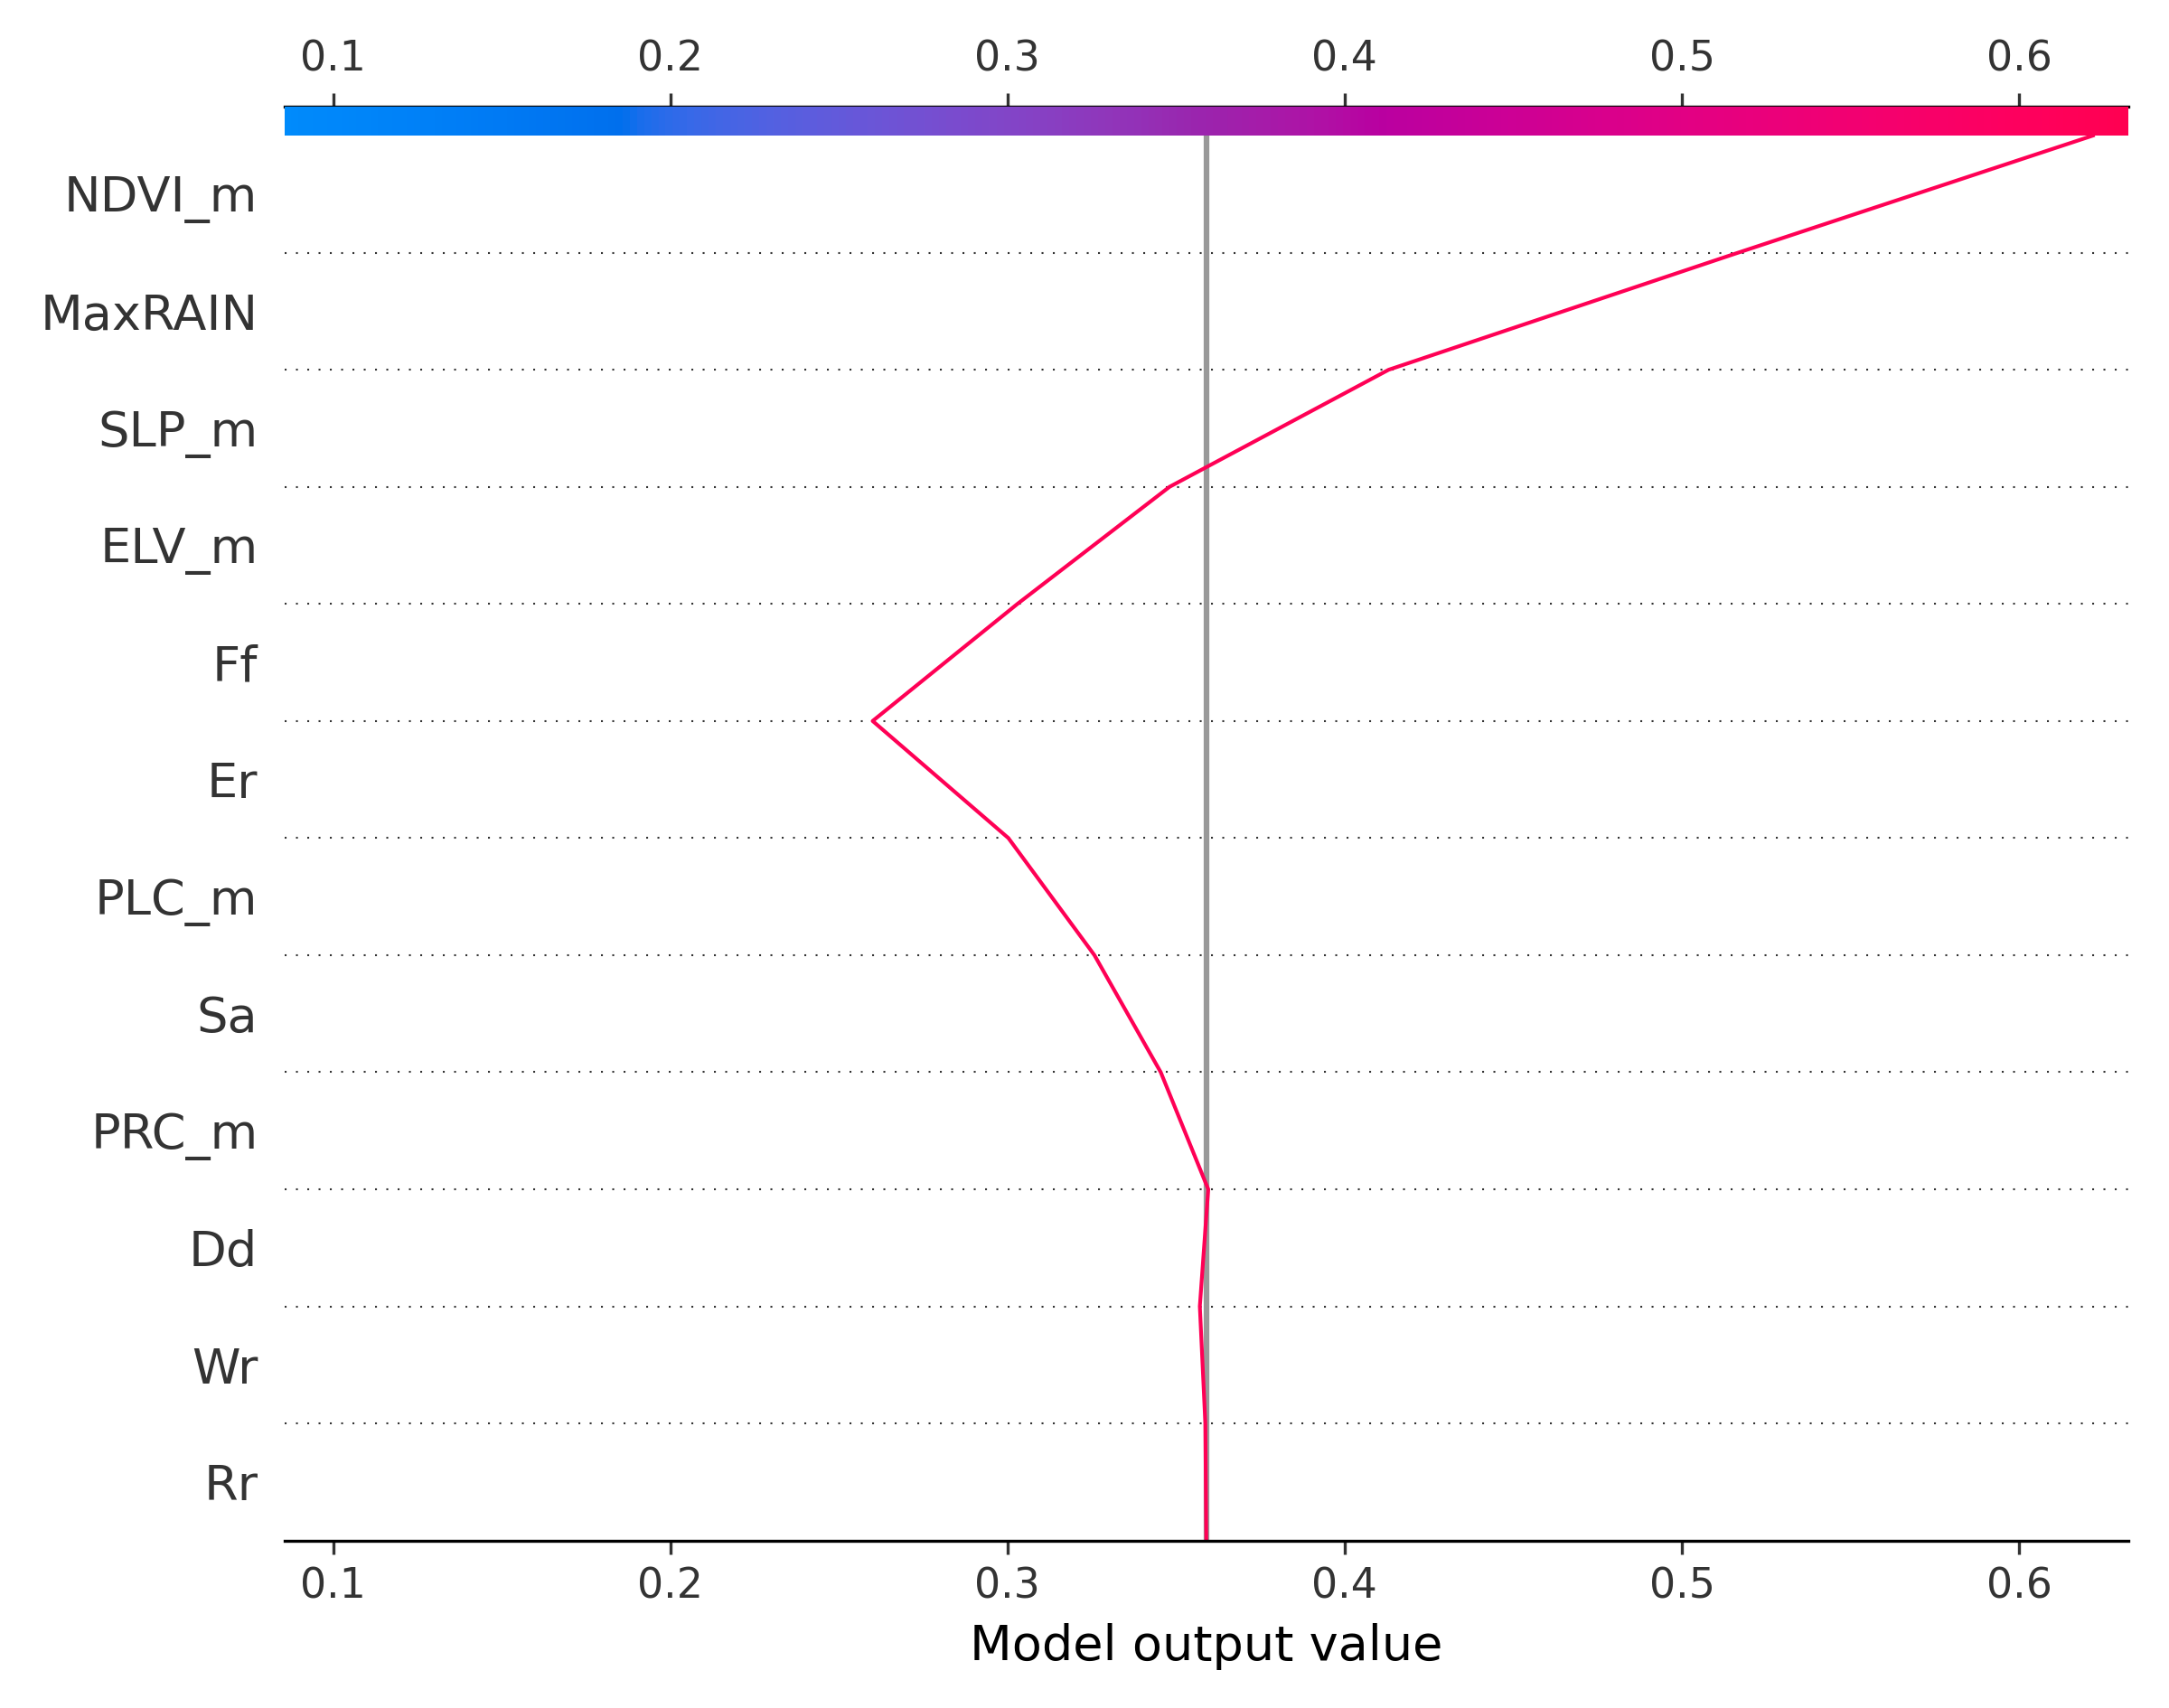 0.1 0.2 0.3 0.4 0.5 0.6
NDVI_m
MaxRAIN
SLP_m
ELV_m
Ff
Er
PLC_m
Sa
PRC_m
Dd
Wr
Rr
0.1 0.2 0.3 0.4 0.5 0.6
Model output value